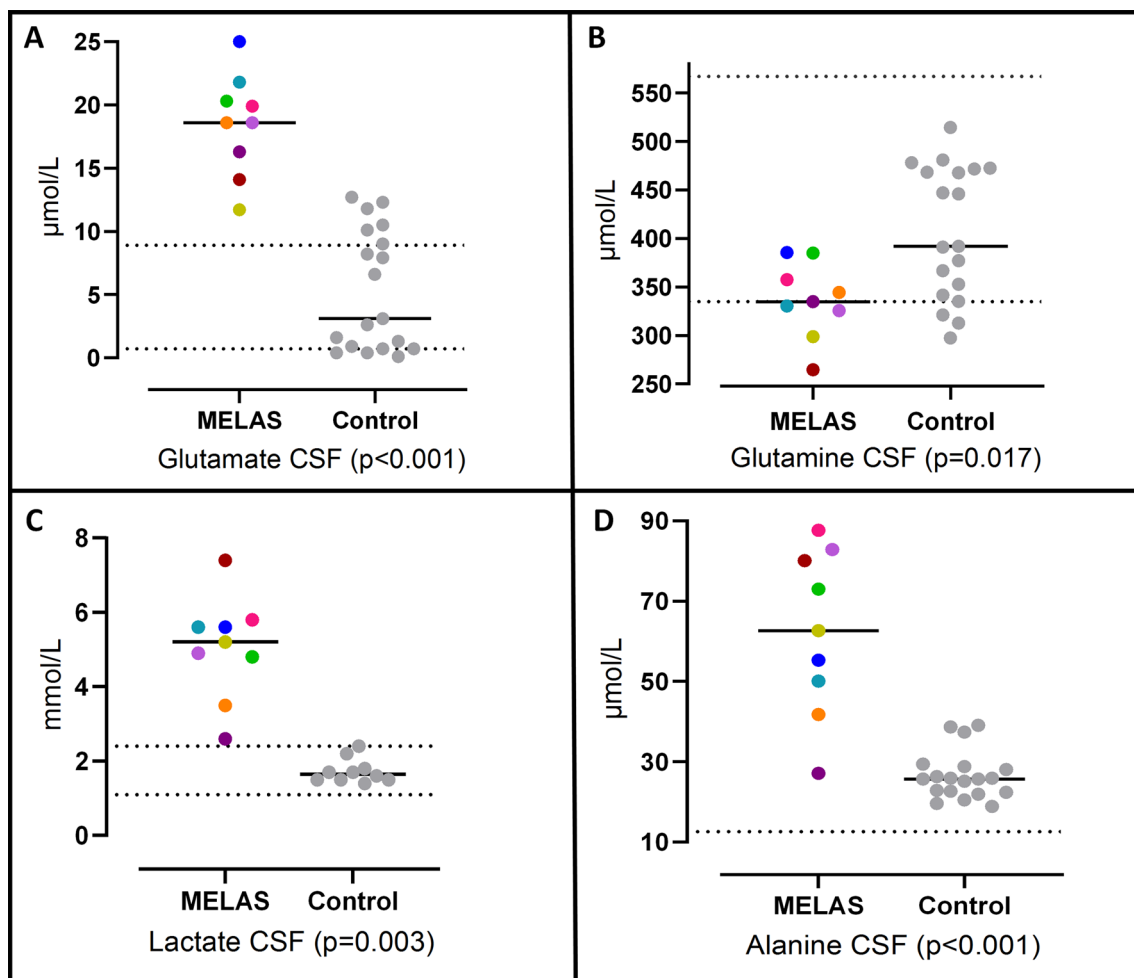 A
25
20
15
10
5
0
µmol/L
MELAS Control
Glutamate CSF (p<0.001)
B
550
500
450
400
350
300
250
µmol/L
MELAS Control
Glutamine CSF (p=0.017)
C
8
6
4
2
0
mmol/L
MELAS Control
Lactate CSF (p=0.003)
D
90
70
50
30
10
µmol/L
MELAS Control
Alanine CSF (p<0.001)